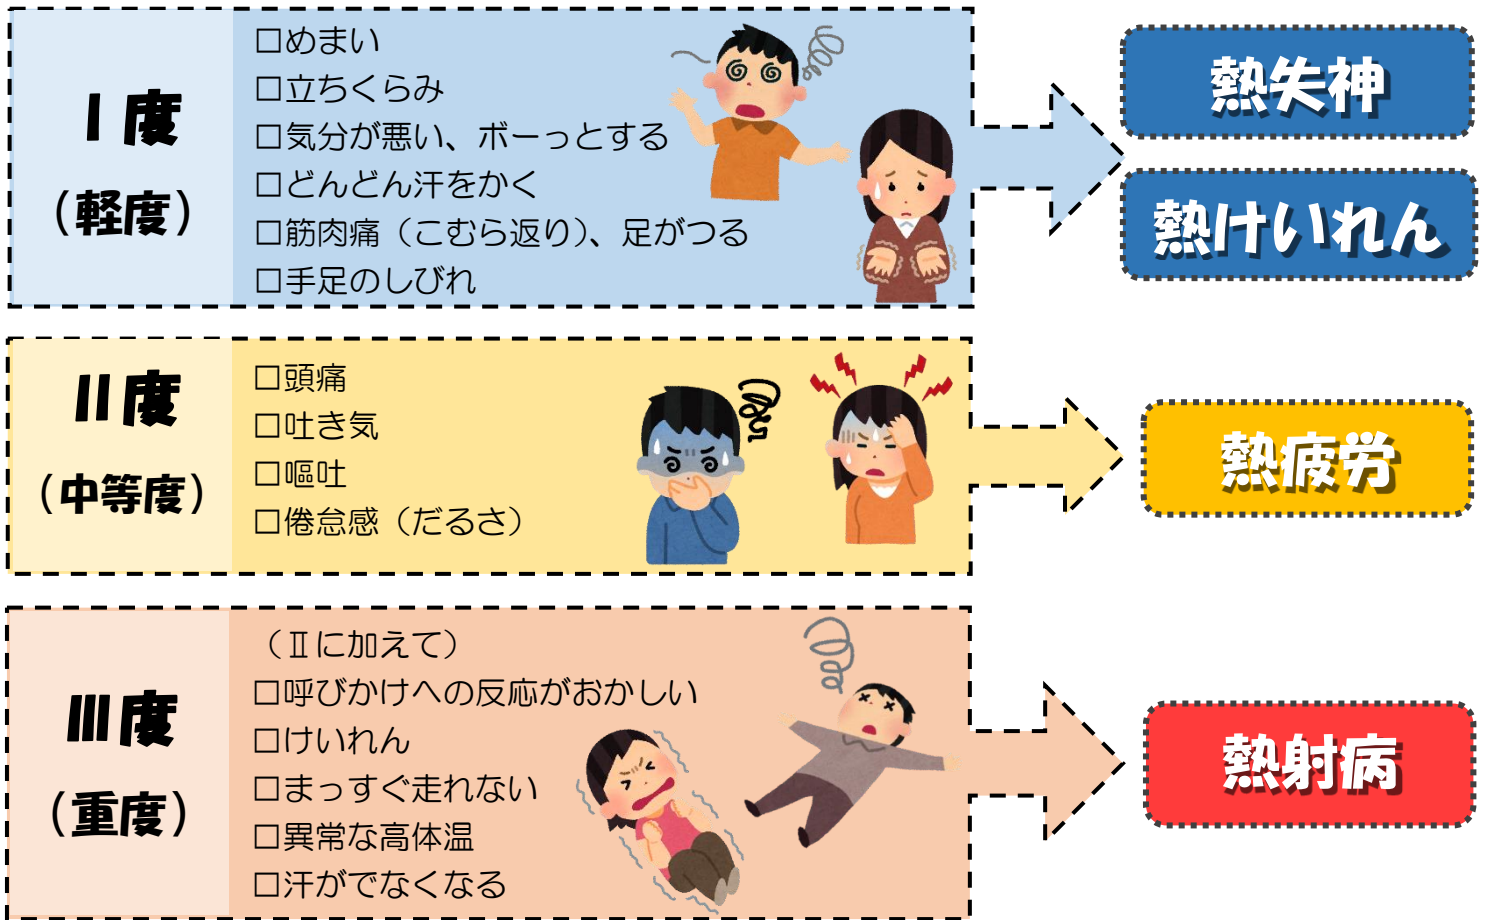 Ⅰ度
（軽度）
□めまい
□立ちくらみ
□気分が悪い、ボーっとする
□どんどん汗をかく
□筋肉痛（こむら返り）、足がつる
□手足のしびれ
熱失神
熱けいれん
Ⅱ度
（中等度）
□頭痛
□吐き気
□嘔吐
□倦怠感（だるさ）
熱疲労
Ⅲ度
（重度）
（Ⅱに加えて）
□呼びかけへの反応がおかしい
□けいれん
□まっすぐ走れない
□異常な高体温
□汗がでなくなる
熱射病